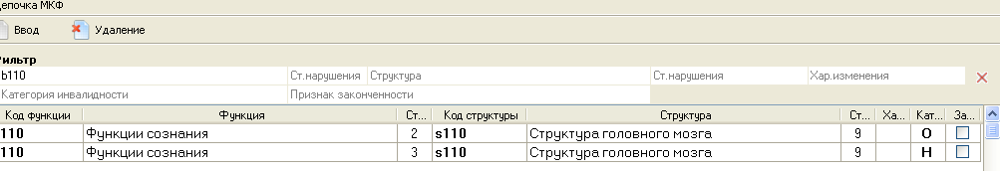 цепочка МКФ
Ввод Удаление
Фильтр
b110 Ст.нарушения Структура Ст.нарушения Хар.изменения
Категория инвалидности Признак законченности
Код функции Функция Ст... Код структуры Структура Ст... Ха... Кат... За...
110 Функции сознания 2 s110 Структура головного мозга 9 О
110 Функции сознания 3 s110 Структура головного мозга 9 Н